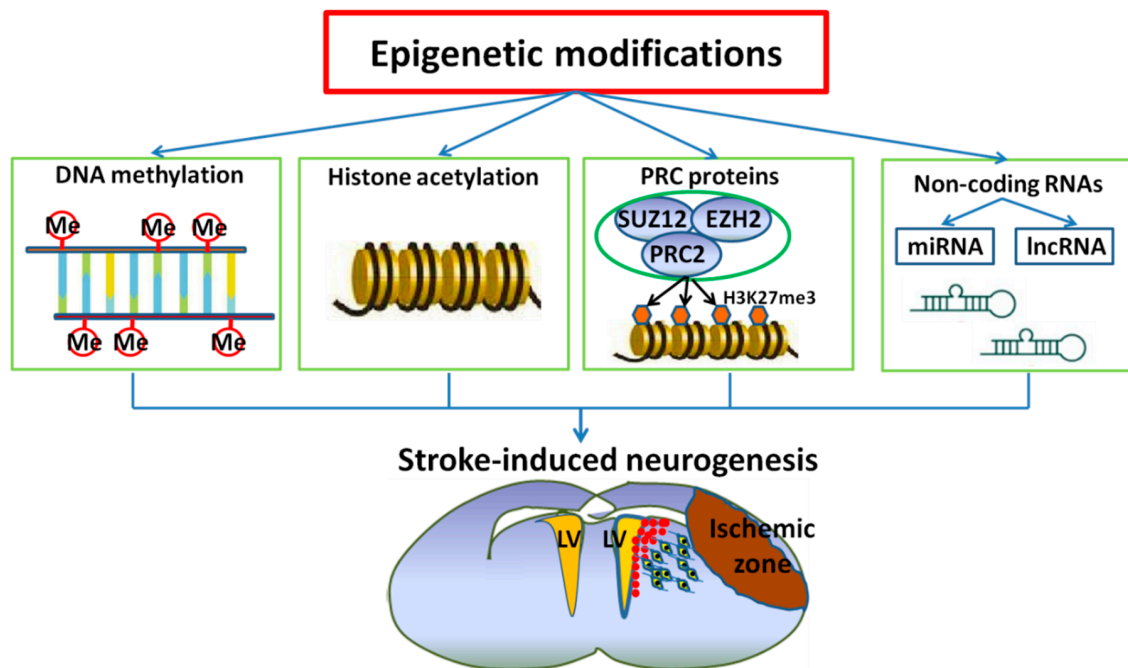 Epigenetic modifications
DNA methylation
Me
Me
Me
Me
Me
Me
Histone acetylation
PRC proteins
SUZ12
EZH2
PRC2
H3K27me3
Non-coding RNAs
miRNA
lncRNA
Stroke-induced neurogenesis
LV
LV
Ischemic
zone